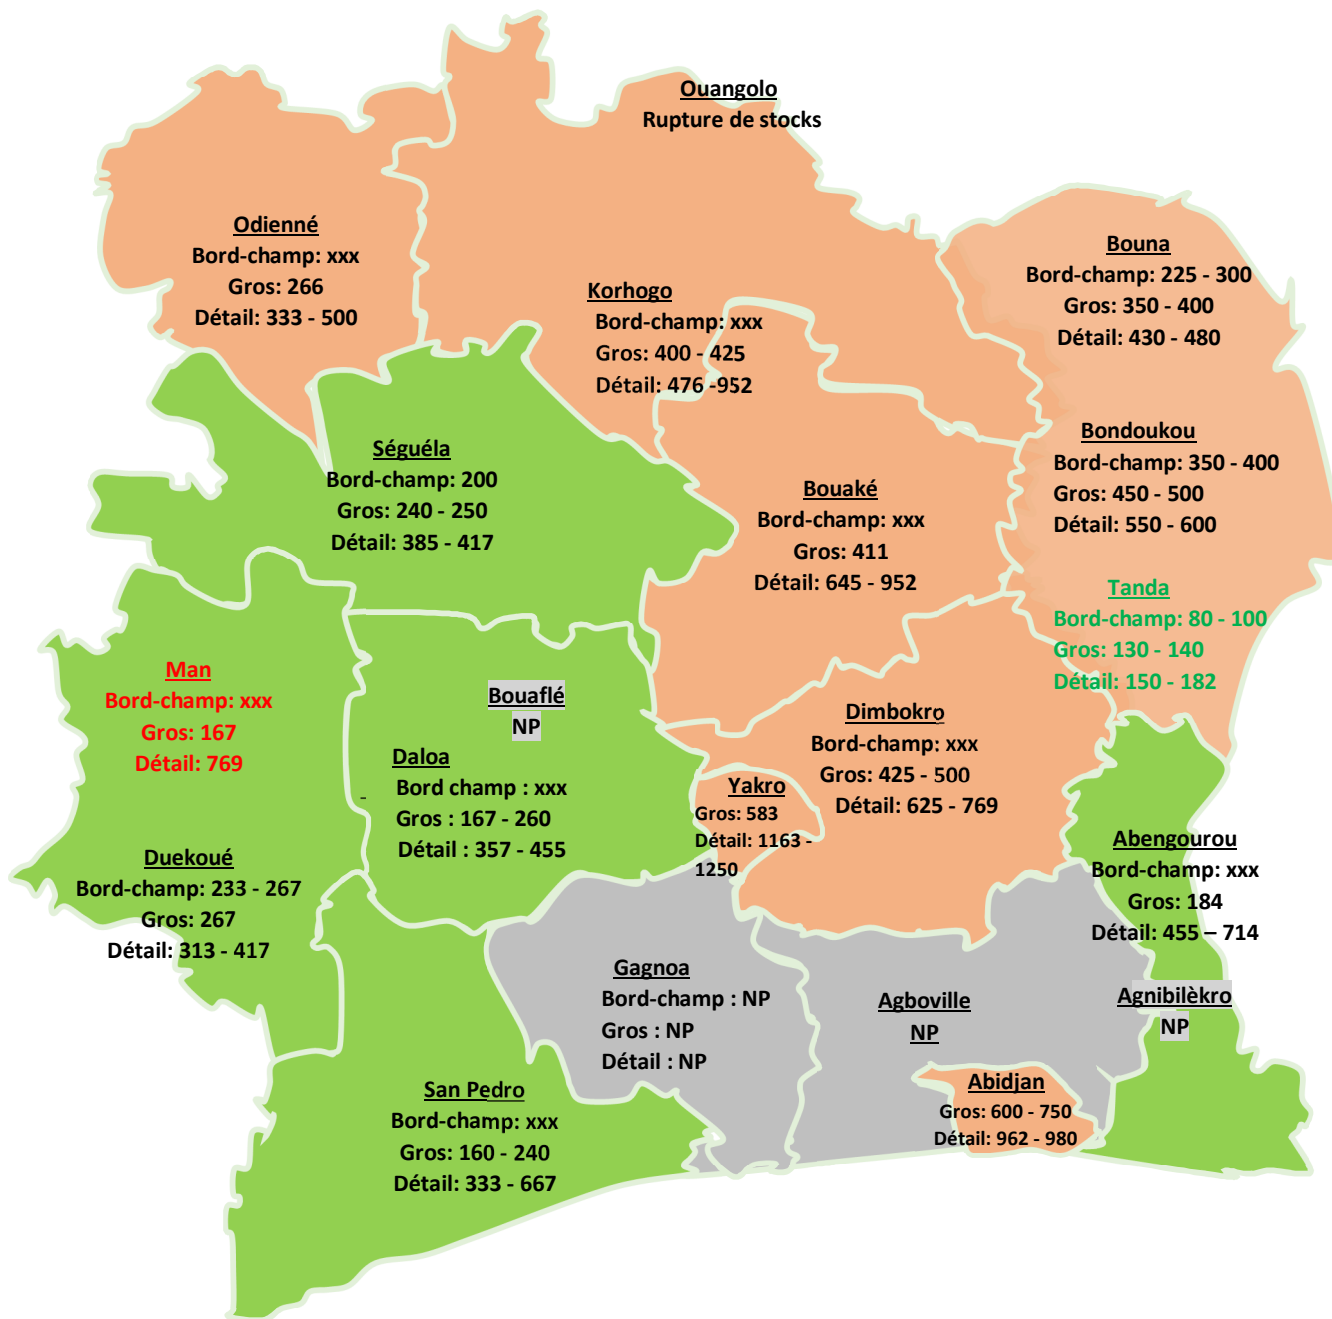 Ouangolo
Rupture de stocks
Odienné
Bord-champ: xxx
Gros: 266
Détail: 333 - 500
Korhogo
Bord-champ: xxx
Gros: 400 - 425
Détail: 476 -952
Bouna
Bord-champ: 225 - 300
Gros: 350 - 400
Détail: 430 - 480
Séguéla
Bord-champ: 200
Gros: 240 - 250
Détail: 385 - 417
Bouaké
Bord-champ: xxx
Gros: 411
Détail: 645 - 952
Bondoukou
Bord-champ: 350 - 400
Gros: 450 - 500
Détail: 550 - 600
Tanda
Bord-champ: 80 - 100
Gros: 130 - 140
Détail: 150 - 182
Man
Bord-champ: xxx
Gros: 167
Détail: 769
Bouaflé
NP
Daloa
Bord champ : xxx
Gros : 167 - 260
Détail : 357 - 455
-
Dimbokro
Bord-champ: xxx
Gros: 425 - 500
Détail: 625 - 769
Yakro
Gros: 583
Détail: 1163 -
1250
Duekoué
Bord-champ: 233 - 267
Gros: 267
Détail: 313 - 417
Abengourou
Bord-champ: xxx
Gros: 184
Détail: 455 – 714
Gagnoa
Bord-champ : NP
Gros : NP
Détail : NP
Agboville
NP
Agnibilèkro
NP
San Pedro
Bord-champ: xxx
Gros: 160 - 240
Détail: 333 - 667
Abidjan
Gros: 600 - 750
Détail: 962 - 980